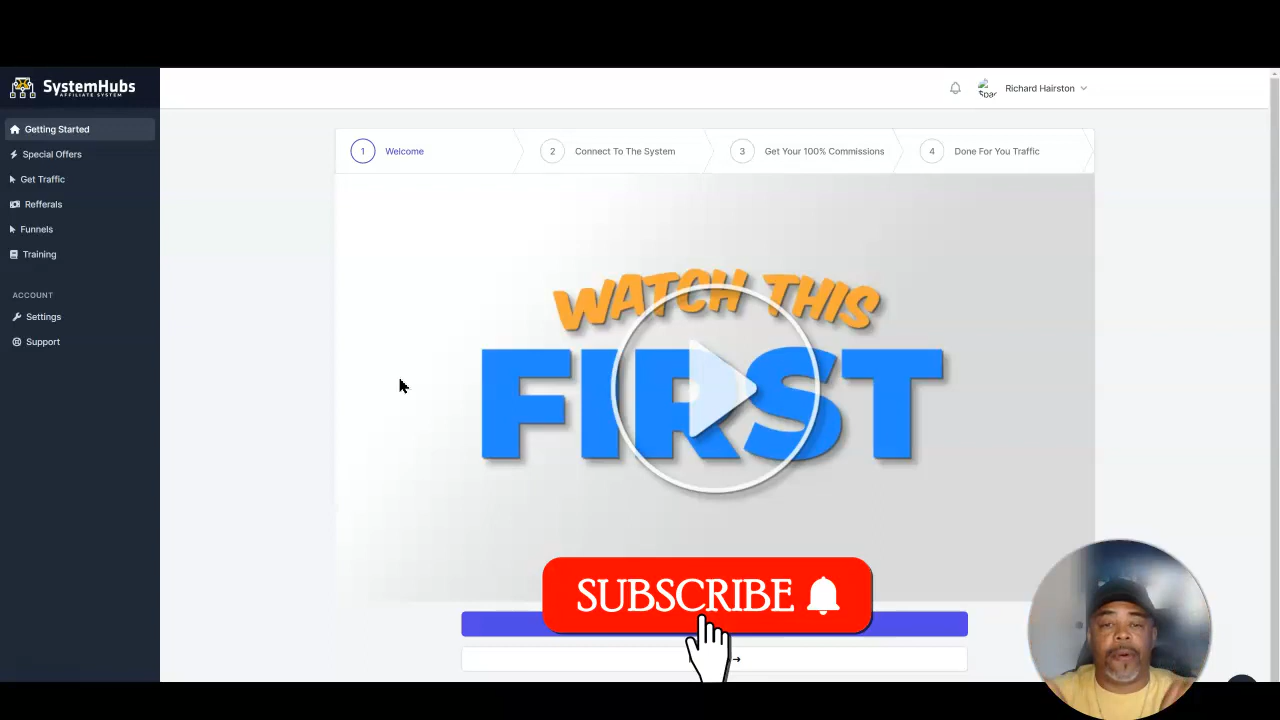 SystemHubs
AFFILIATE SYSTEM
Richard Hairston
Getting Started
Special Offers
Get Traffic
Refferals
Funnels
Training
ACCOUNT
Settings
Support
1 Welcome
2 Connect To The System
3 Get Your 100% Commissions
4 Done For You Traffic
WATCH THIS
FIRST
SUBSCRIBE